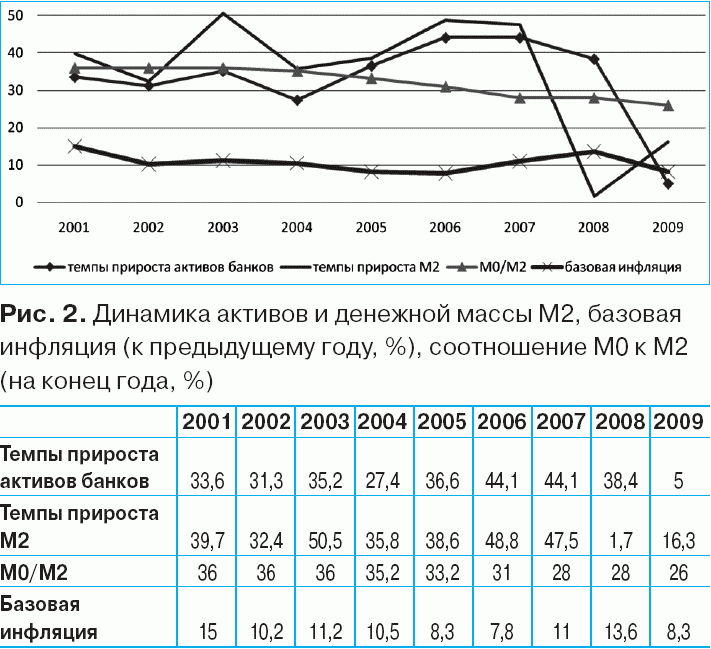 50
40
30
20
10
0
2001 2002 2003 2004 2005 2006 2007 2008 2009
темпы прироста активов банков темпы прироста М2 М0/М2 базовая инфляция
Рис. 2. Динамика активов и денежной массы М2, базовая
инфляция (к предыдущему году, %), соотношение М0 к М2
(на конец года, %)
2001 2002 2003 2004 2005 2006 2007 2008 2009
Темпы прироста
активов банков 33,6 31,3 35,2 27,4 36,6 44,1 44,1 38,4 5
Темпы прироста
М2 39,7 32,4 50,5 35,8 38,6 48,8 47,5 1,7 16,3
М0/М2 36 36 36 35,2 33,2 31 28 28 26
Базовая
инфляция 15 10,2 11,2 10,5 8,3 7,8 11 13,6 8,3